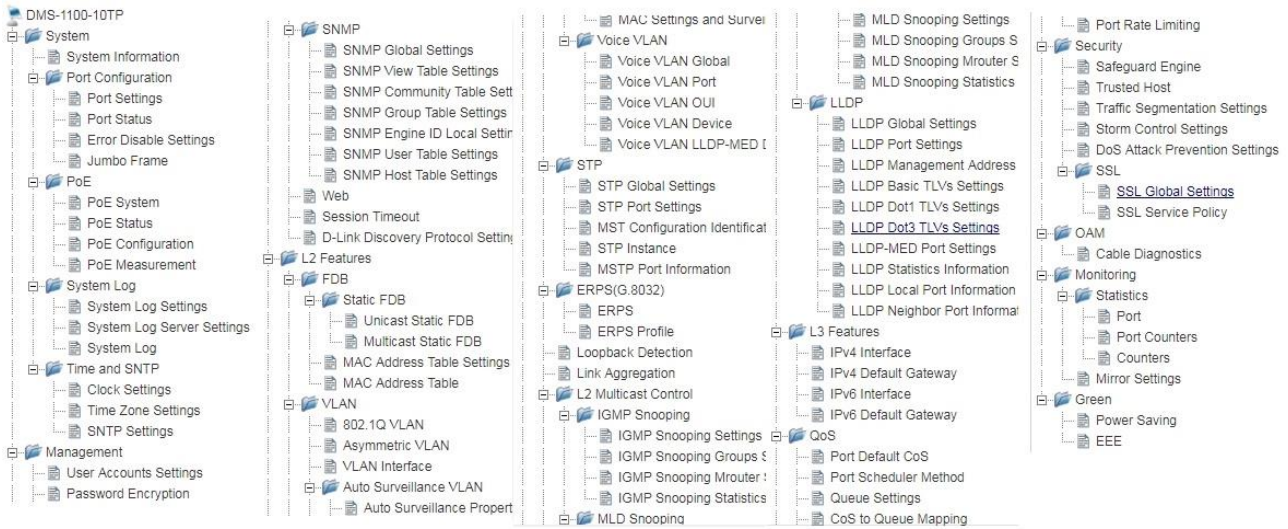 DMS-1100-10TP
System
System Information
Port Configuration
Port Settings
Port Status
Error Disable Settings
Jumbo Frame
PoE
PoE System
PoE Status
PoE Configuration
PoE Measurement
System Log
System Log Settings
System Log Server Settings
System Log
Time and SNTP
Clock Settings
Time Zone Settings
SNTP Settings
Management
User Accounts Settings
Password Encryption
SNMP
SNMP Global Settings
SNMP View Table Settings
SNMP Community Table Sett
SNMP Group Table Settings
SNMP Engine ID Local Settin
SNMP User Table Settings
SNMP Host Table Settings
Web
Session Timeout
D-Link Discovery Protocol Setting
L2 Features
FDB
Static FDB
Unicast Static FDB
Multicast Static FDB
MAC Address Table Settings
MAC Address Table
VLAN
802.1Q VLAN
Asymmetric VLAN
VLAN Interface
Auto Surveillance VLAN
Auto Surveillance Propert
MAC Settings and Survei
Voice VLAN
Voice VLAN Global
Voice VLAN Port
Voice VLAN OUI
Voice VLAN Device
Voice VLAN LLDP-MED D
STP
STP Global Settings
STP Port Settings
MST Configuration Identificat
STP Instance
MSTP Port Information
ERPS(G.8032)
ERPS
ERPS Profile
Loopback Detection
Link Aggregation
L2 Multicast Control
IGMP Snooping
IGMP Snooping Settings
IGMP Snooping Groups S
IGMP Snooping Mrouter S
IGMP Snooping Statistics
MLD Snooping
MLD Snooping Settings
MLD Snooping Groups S
MLD Snooping Mrouter S
MLD Snooping Statistics
LLDP
LLDP Global Settings
LLDP Port Settings
LLDP Management Address
LLDP Basic TLVs Settings
LLDP Dot1 TLVs Settings
LLDP Dot3 TLVs Settings
LLDP-MED Port Settings
LLDP Statistics Information
LLDP Local Port Information
LLDP Neighbor Port Informat
L3 Features
IPv4 Interface
IPv4 Default Gateway
IPv6 Interface
IPv6 Default Gateway
QoS
Port Default CoS
Port Scheduler Method
Queue Settings
CoS to Queue Mapping
Port Rate Limiting
Security
Safeguard Engine
Trusted Host
Traffic Segmentation Settings
Storm Control Settings
DoS Attack Prevention Settings
SSL
SSL Global Settings
SSL Service Policy
OAM
Cable Diagnostics
Monitoring
Statistics
Port
Port Counters
Counters
Mirror Settings
Green
Power Saving
EEE